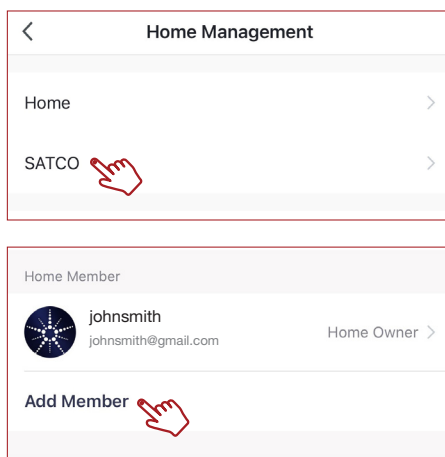 Home Management
Home
SATCO
Home Member
johnsmith
johnsmith@gmail.com
Home Owner
Add Member